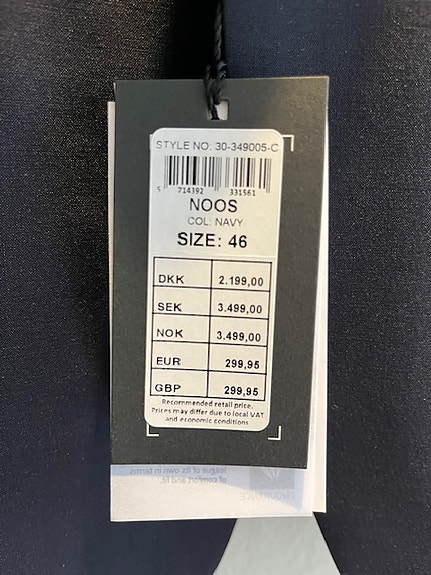 STYLE NO: 30-349005-C
5 714392 331561
NOOS
COL: NAVY
SIZE: 46
DKK 2.199,00
SEK 3.499,00
NOK 3.499,00
EUR 299,95
GBP 299,95
Recommended retail price.
Prices may differ due to local VAT
and economic conditions
league of its own in terms
of comfort and fit.
ENDURANCE